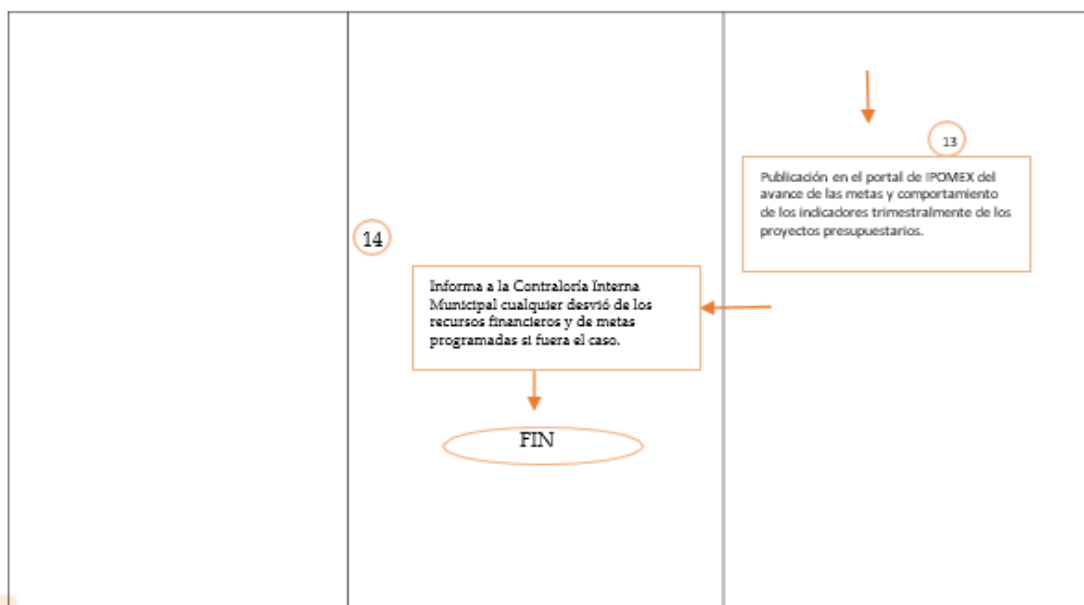 13
Publicación en el portal de IPOMEX del
avance de las metas y comportamiento
de los indicadores trimestralmente de los
proyectos presupuestarios.
14
Informa a la Contraloría Interna
Municipal cualquier desvió de los
recursos financieros y de metas
programadas si fuera el caso.
FIN